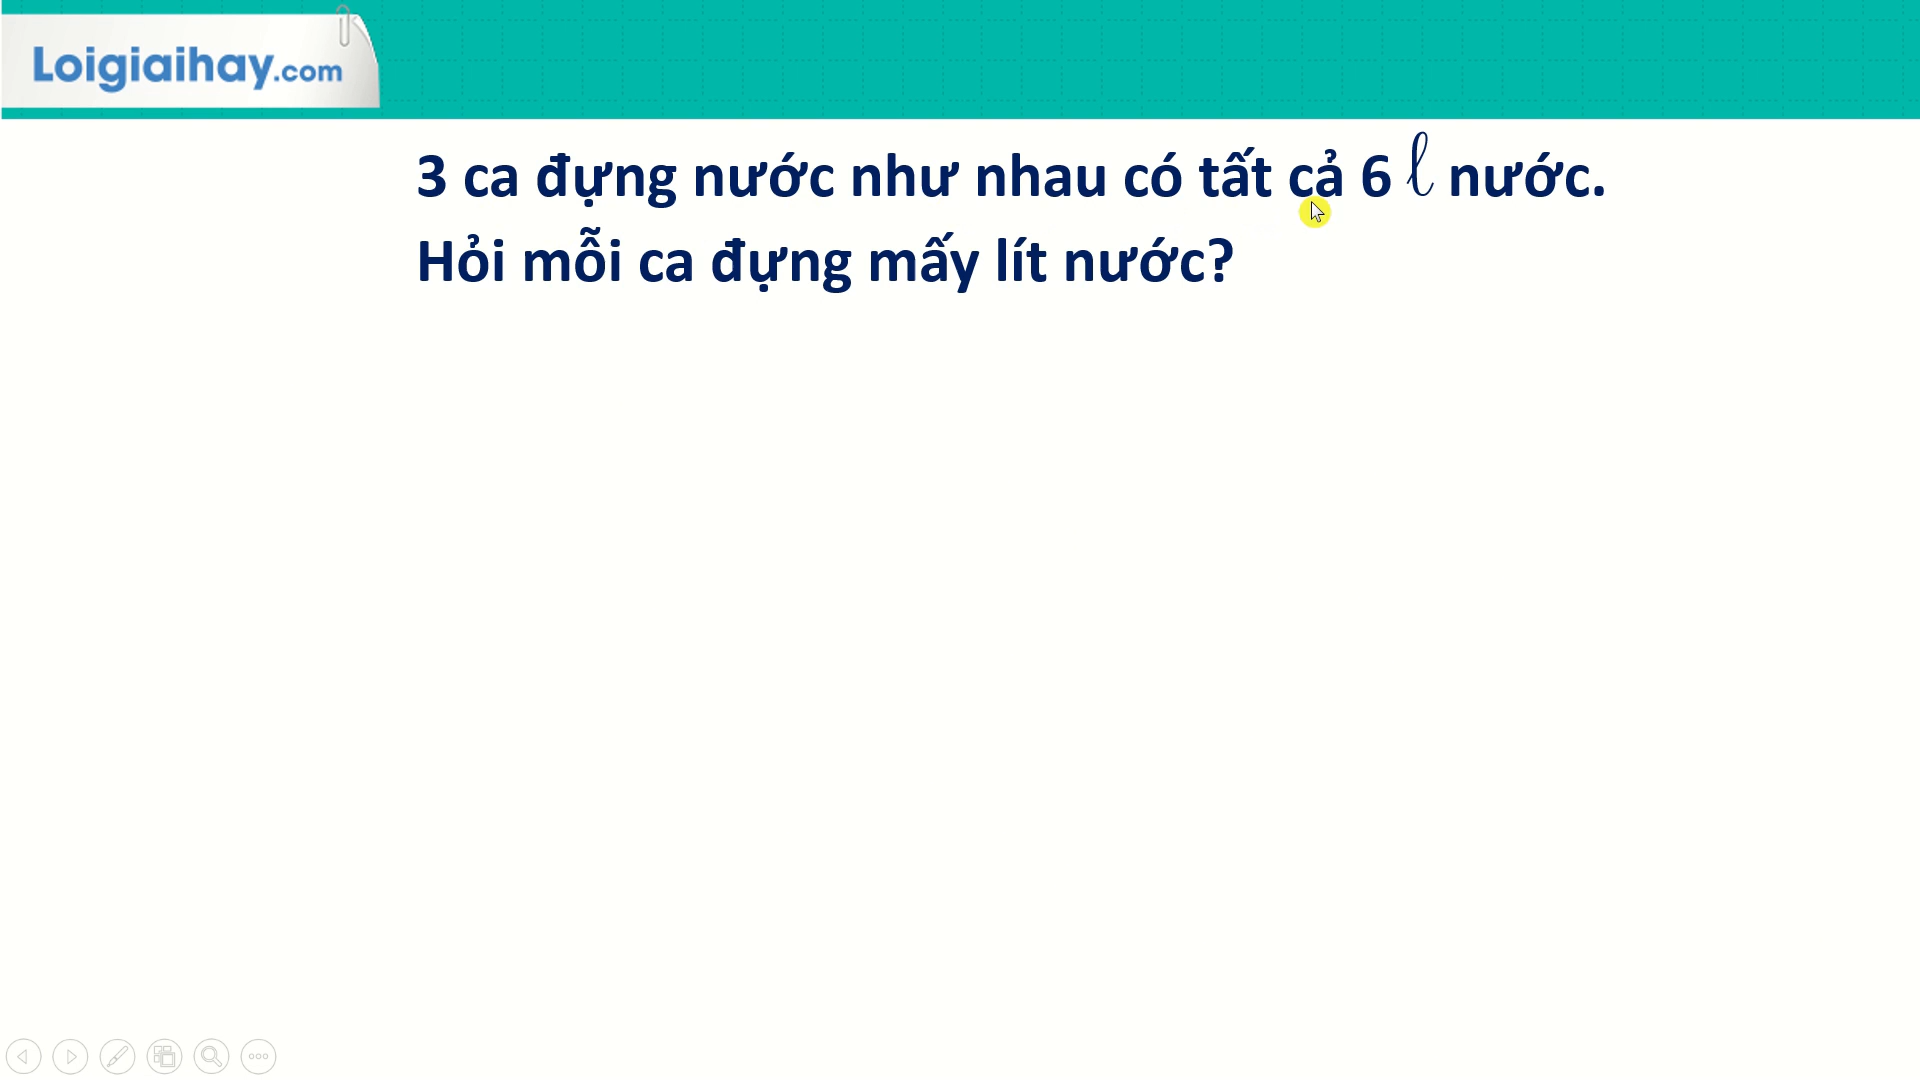 Loigiaihay.com
3 ca đựng nước như nhau có tất cả 6 ℓ nước.
Hỏi mỗi ca đựng mấy lít nước?